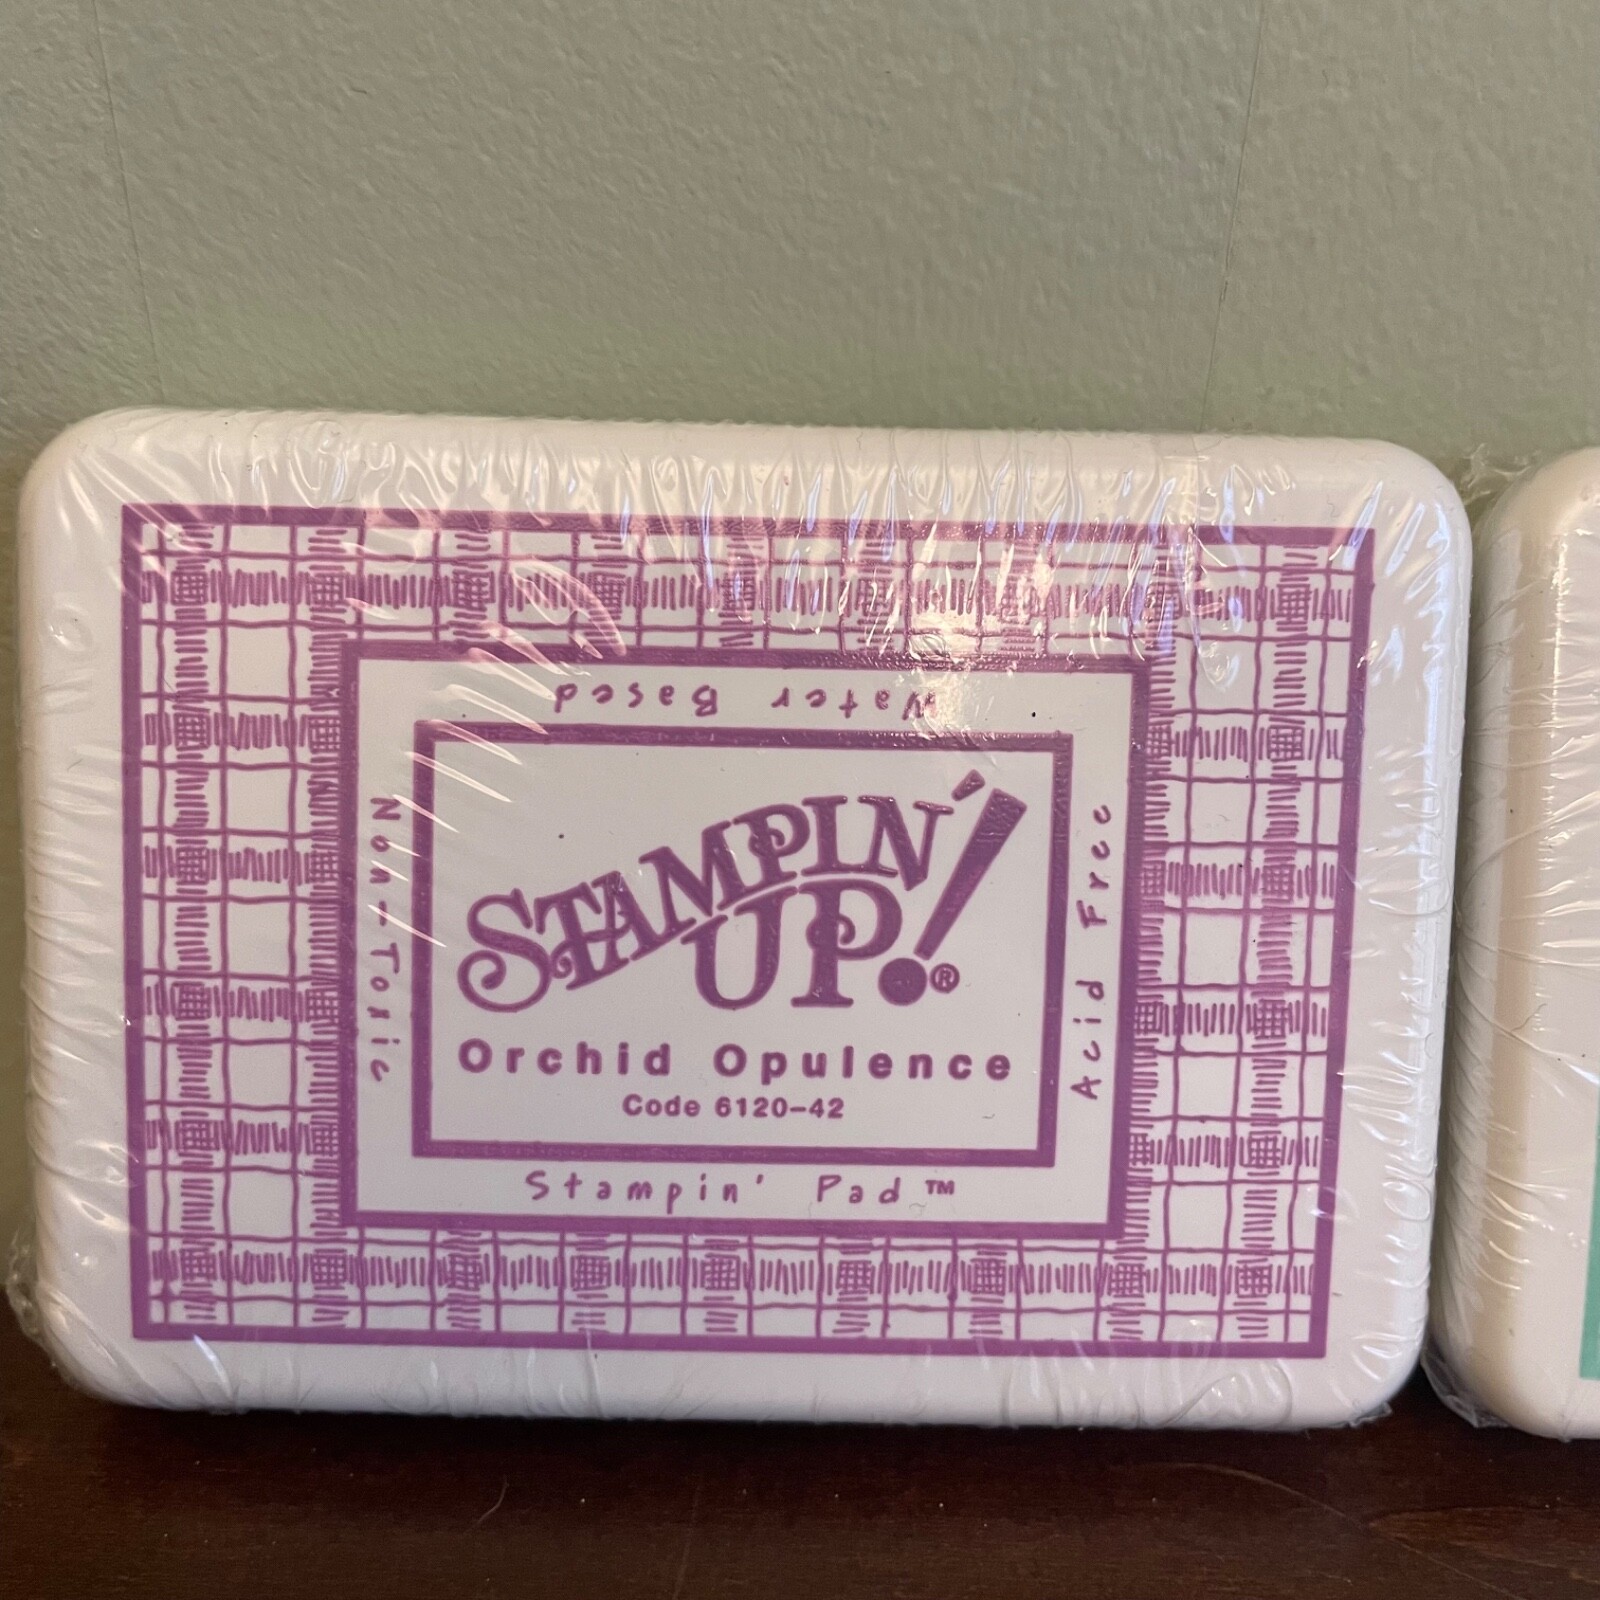 Water Based
Non-Toxic
STAMPIN'
UP!®
Orchid Opulence
Code 6120-42
Acid Free
Stampin' Pad™